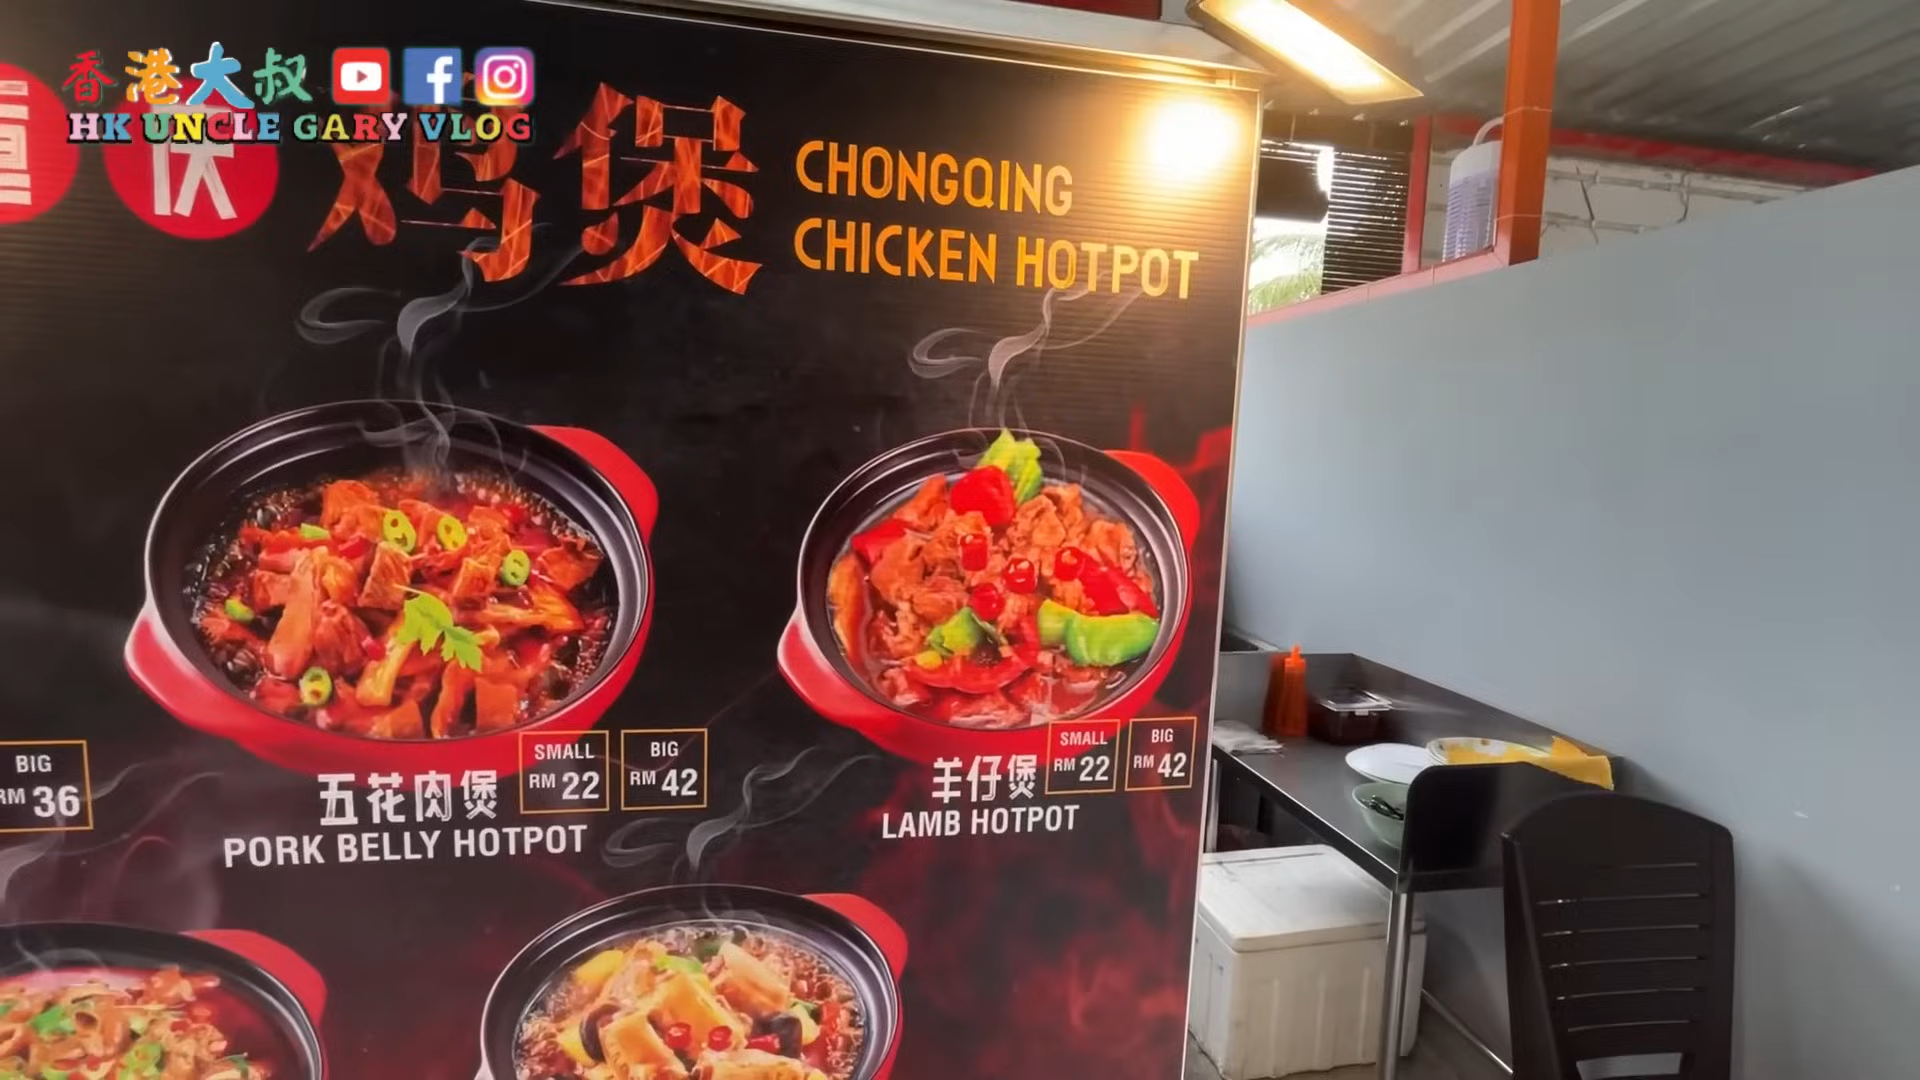 香港大叔
HK UNCLE GARY VLOG
鸡煲
CHONGQING
CHICKEN HOTPOT
BIG
RM 36
五花肉煲
SMALL
RM 22
BIG
RM 42
PORK BELLY HOTPOT
羊仔煲
SMALL
RM 22
BIG
RM 42
LAMB HOTPOT